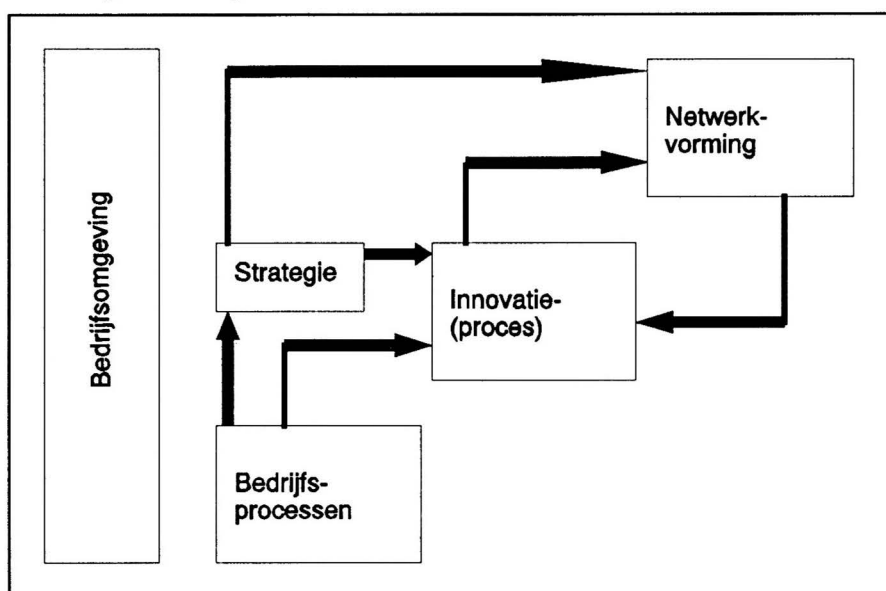 Bedrijfsomgeving
Netwerk-
vorming
Strategie
Innovatie-
(proces)
Bedrijfs-
processen